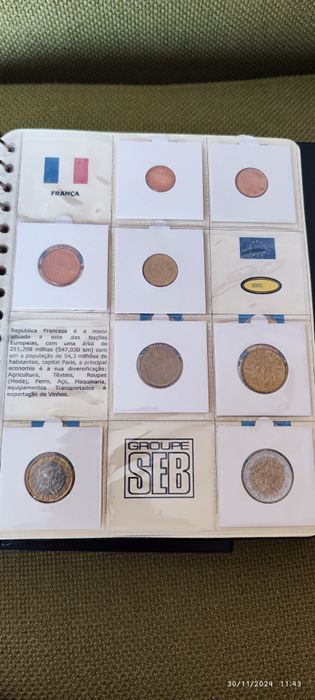 FRANÇA
Republica Francesa é a maior
situada a este das Nações
Europeias, com uma área de
211,208 milhas (547,030 km) com
um a população de 54,3 milhões de
habitantes, capital Paris, a principal
economia é a sua diversificação:
Agricultura, Têxteis, Roupas
(Moda), Ferro, Aço, Maquinaria,
equipamentos Transportados e
exportação de Vinhos.
GROUPE
SEB
30/11/2024 11:43